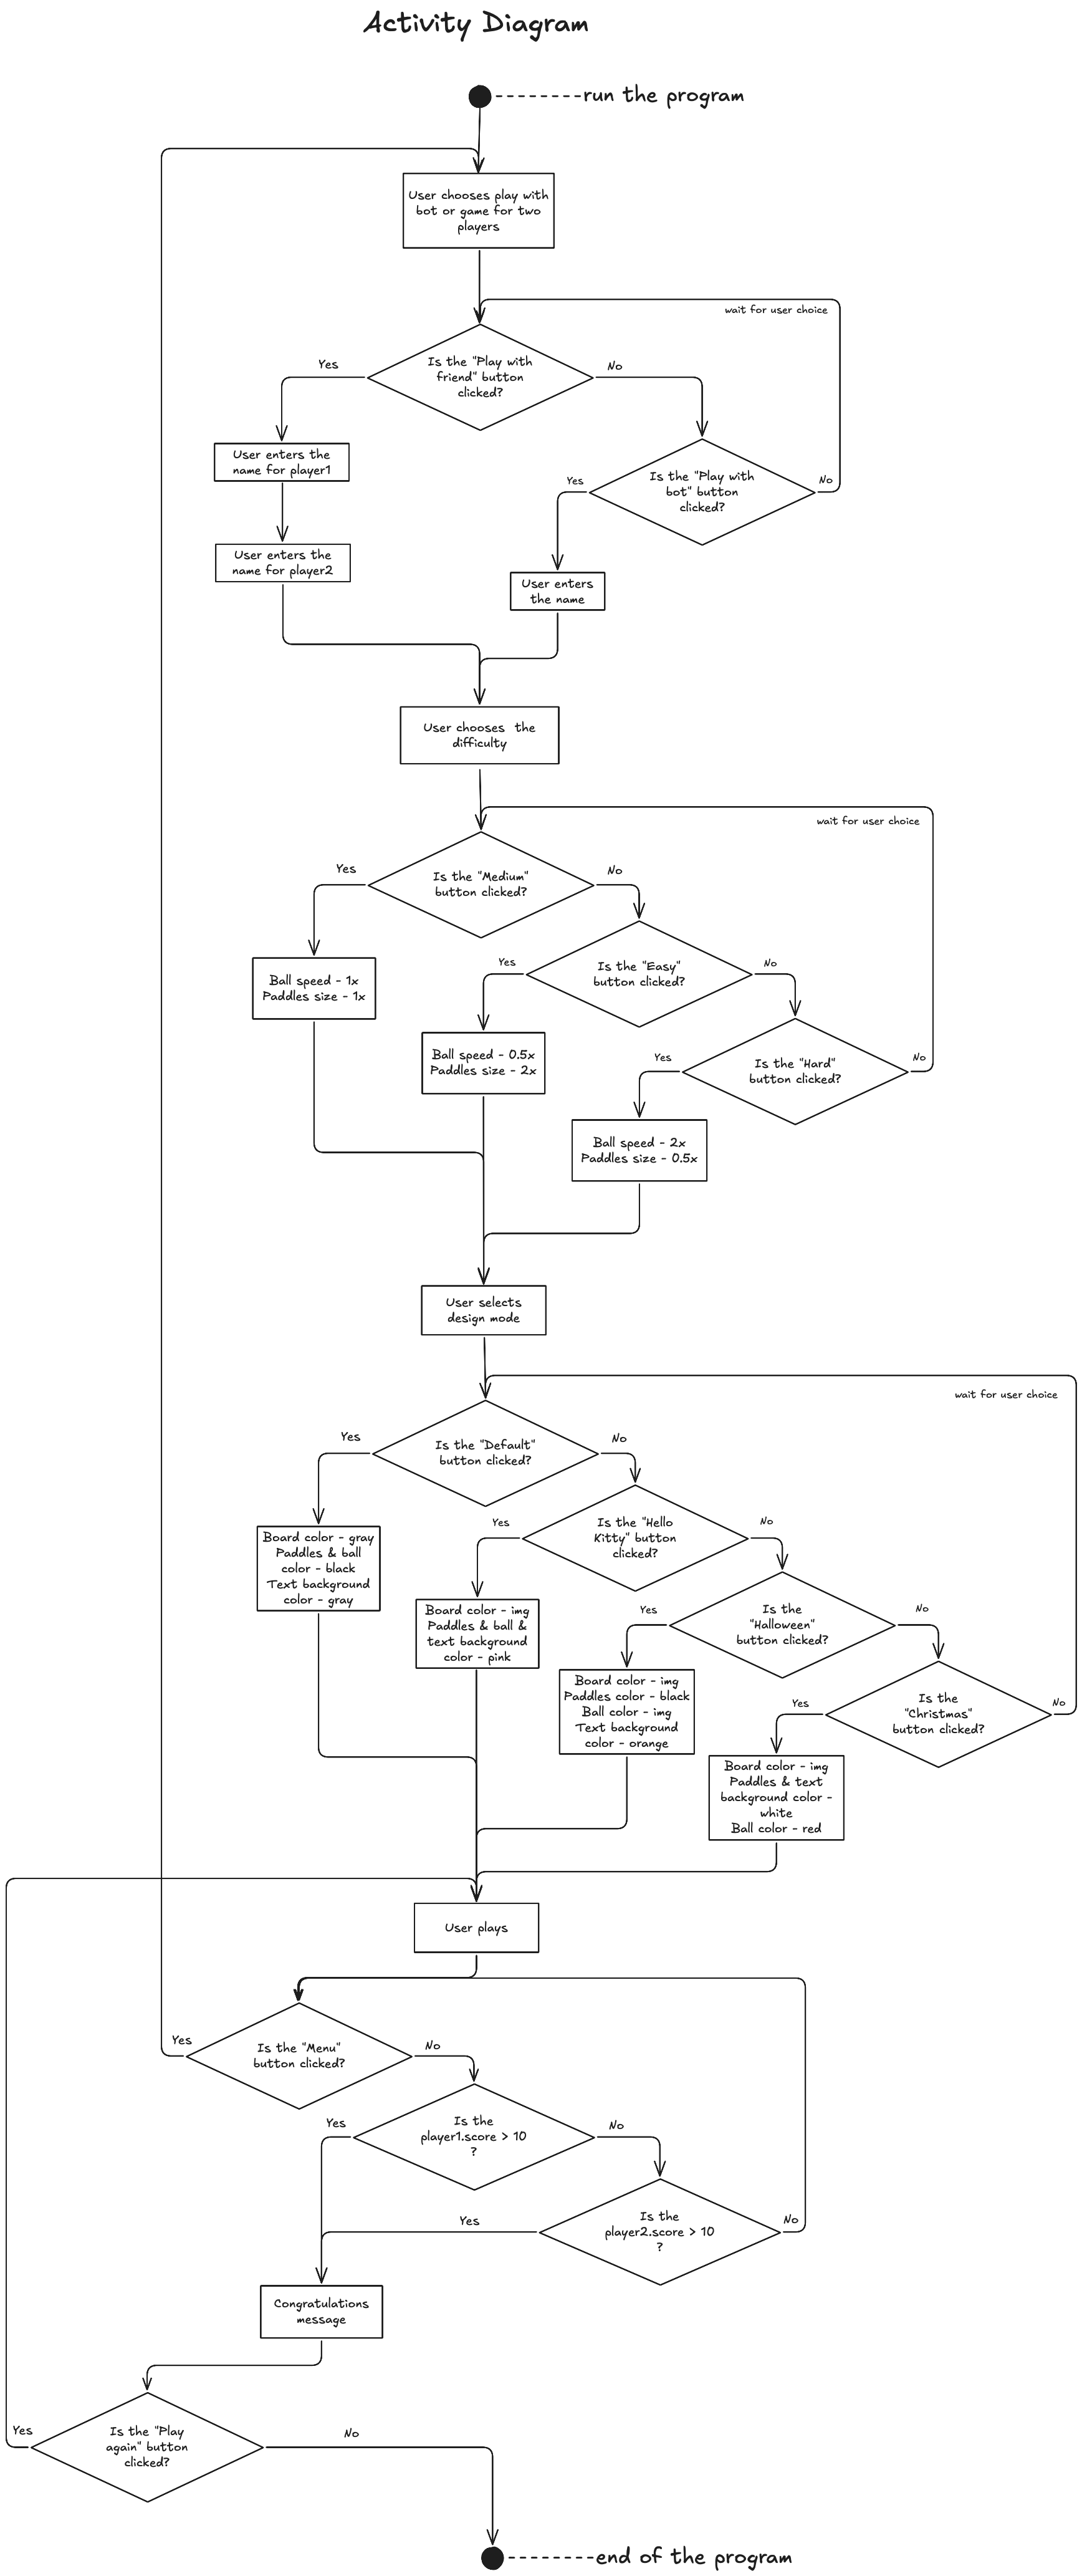 Activity Diagram
run the program
User chooses play with
bot or game for two
players
wait for user choice
Is the "Play with
friend" button
clicked?
Yes
No
User enters the
name for player1
Is the "Play with
bot" button
clicked?
Yes
No
User enters the
name for player2
User enters
the name
User chooses the
difficulty
wait for user choice
Is the "Medium"
button clicked?
Yes
No
Is the "Easy"
button clicked?
Yes
No
Ball speed - 1x
Paddles size - 1x
Ball speed - 0.5x
Paddles size - 2x
Is the "Hard"
button clicked?
Yes
No
Ball speed - 2x
Paddles size - 0.5x
User selects
design mode
wait for user choice
Is the "Default"
button clicked?
Yes
No
Is the "Hello
Kitty" button
clicked?
Yes
No
Board color - gray
Paddles & ball
color - black
Text background
color - gray
Board color - img
Paddles & ball &
text background
color - pink
Is the
"Halloween"
button clicked?
Yes
No
Board color - img
Paddles color - black
Ball color - img
Text background
color - orange
Is the
"Christmas"
button clicked?
Yes
No
Board color - img
Paddles & text
background color -
white
Ball color - red
User plays
Is the "Menu"
button clicked?
Yes
No
Is the
player1.score > 10
?
Yes
No
Is the
player2.score > 10
?
Yes
No
Congratulations
message
Is the "Play
again" button
clicked?
Yes
No
end of the program